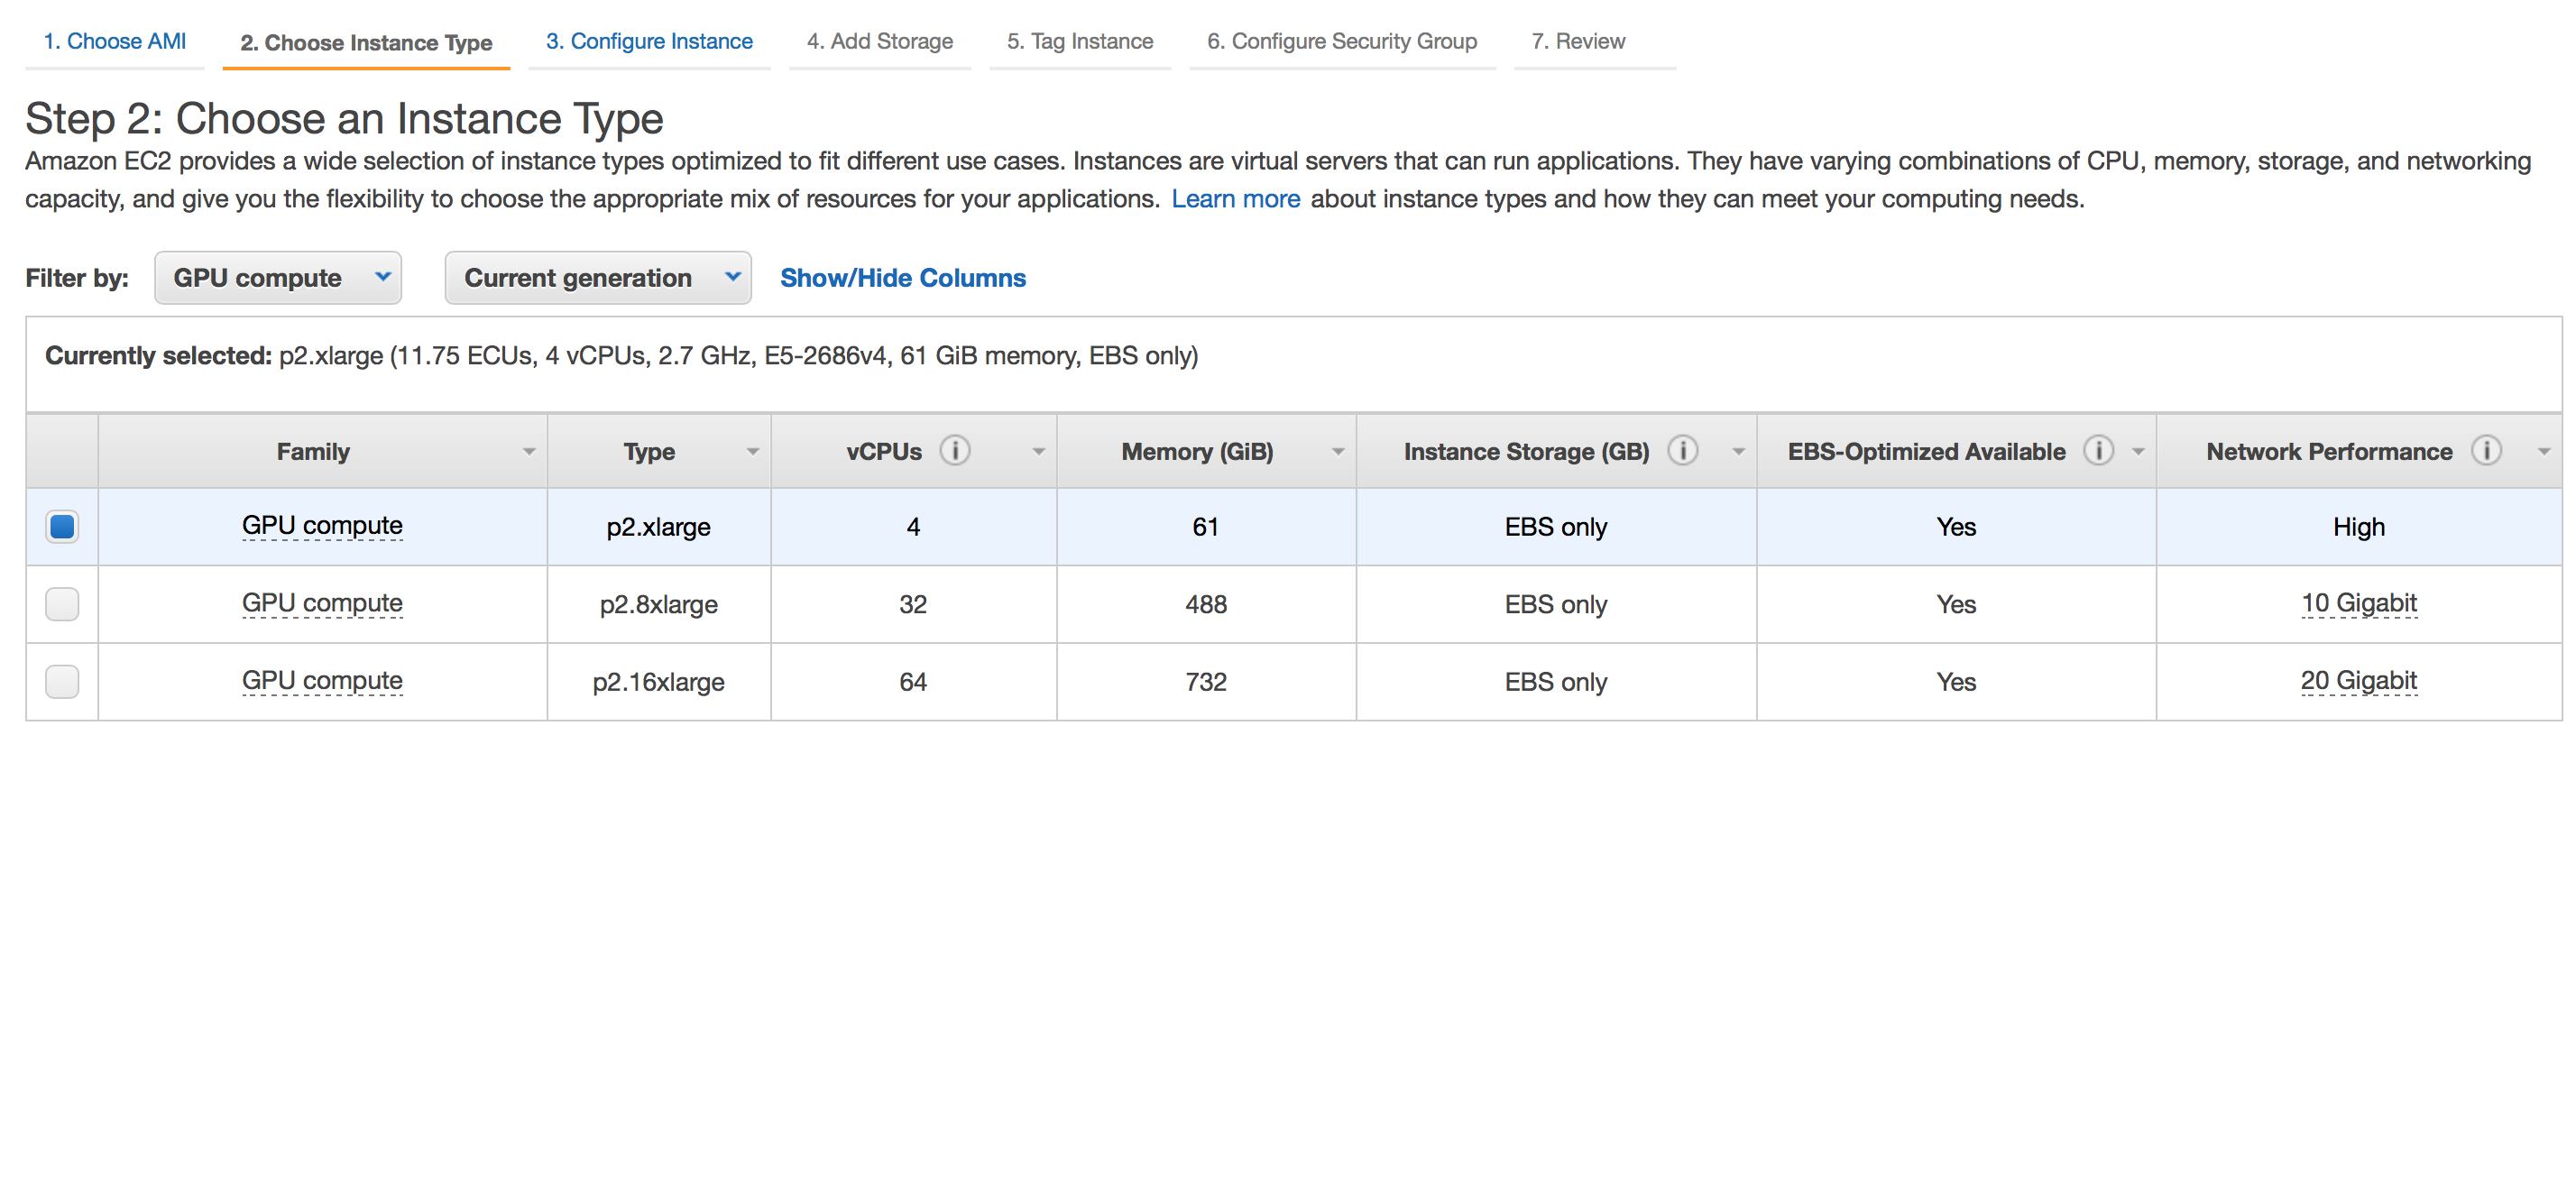 1. Choose AMI 2. Choose Instance Type 3. Configure Instance 4. Add Storage 5. Tag Instance 6. Configure Security Group 7. Review
Step 2: Choose an Instance Type
Amazon EC2 provides a wide selection of instance types optimized to fit different use cases. Instances are virtual servers that can run applications. They have varying combinations of CPU, memory, storage, and networking
capacity, and give you the flexibility to choose the appropriate mix of resources for your applications. Learn more about instance types and how they can meet your computing needs.
Filter by: GPU compute Current generation Show/Hide Columns
Currently selected: p2.xlarge (11.75 ECUs, 4 vCPUs, 2.7 GHz, E5-2686v4, 61 GiB memory, EBS only)
Family Type vCPUs i Memory (GiB) Instance Storage (GB) i EBS-Optimized Available i Network Performance i
GPU compute p2.xlarge 4 61 EBS only Yes High
GPU compute p2.8xlarge 32 488 EBS only Yes 10 Gigabit
GPU compute p2.16xlarge 64 732 EBS only Yes 20 Gigabit